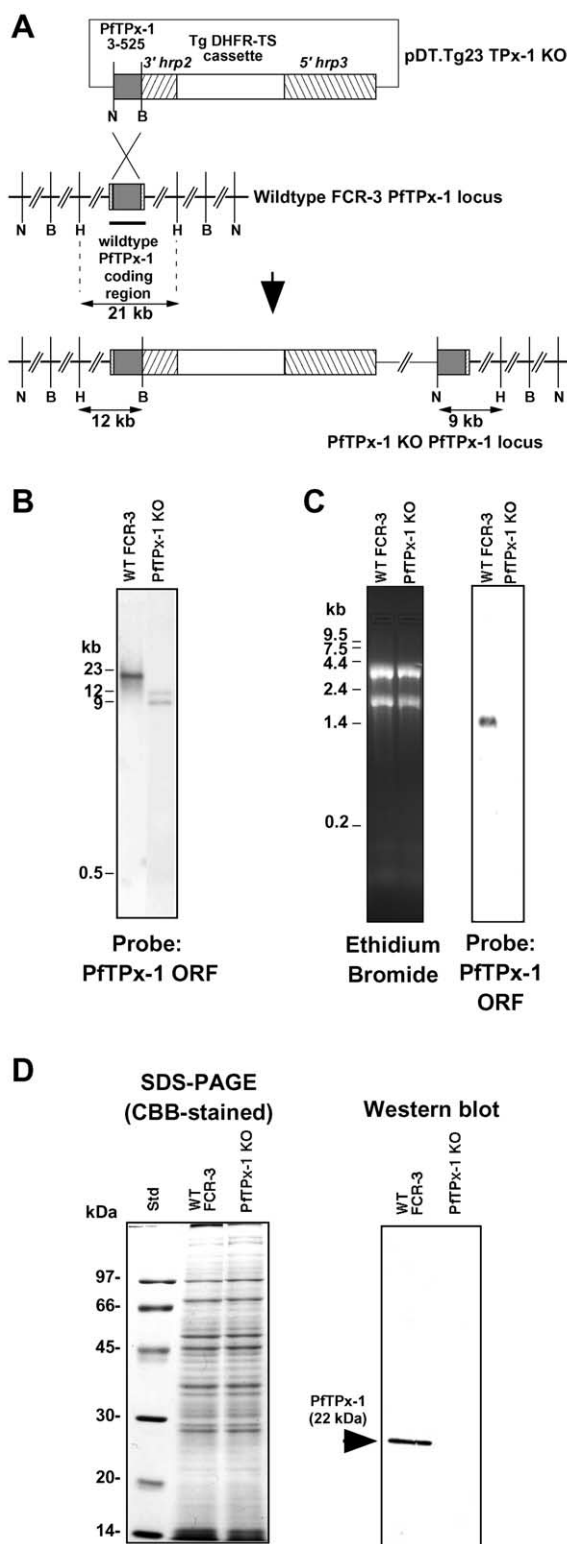 A
PfTPx-1
3-525
Tg DHFR-TS
cassette
3' hrp2
5' hrp3
pDT.Tg23 TPx-1 KO
N B
Wildtype FCR-3 PfTPx-1 locus
N B H H B N
wildtype
PfTPx-1
coding
region
21 kb
N B H B N H B N
12 kb
9 kb
PfTPx-1 KO PfTPx-1 locus
B
WT FCR-3
PfTPx-1 KO
kb
23
12
9
0.5
Probe:
PfTPx-1 ORF
C
WT FCR-3
PfTPx-1 KO
WT FCR-3
PfTPx-1 KO
kb
9.5
7.5
4.4
2.4
1.4
0.2
Ethidium
Bromide
Probe:
PfTPx-1
ORF
D
SDS-PAGE
(CBB-stained)
Western blot
kDa
Std
WT
FCR-3
PfTPx-1 KO
WT
FCR-3
PfTPx-1 KO
97-
66-
45-
30-
20-
14-
PfTPx-1
(22 kDa)